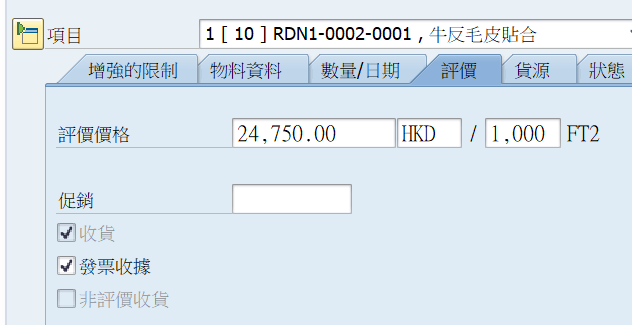 項目 1 [ 10 ] RDN1-0002-0001 , 牛反毛皮貼合
增強的限制 物料資料 數量/日期 評價 貨源 狀態
評價價格 24,750.00 HKD / 1,000 FT2
促銷
收貨
發票收據
非評價收貨